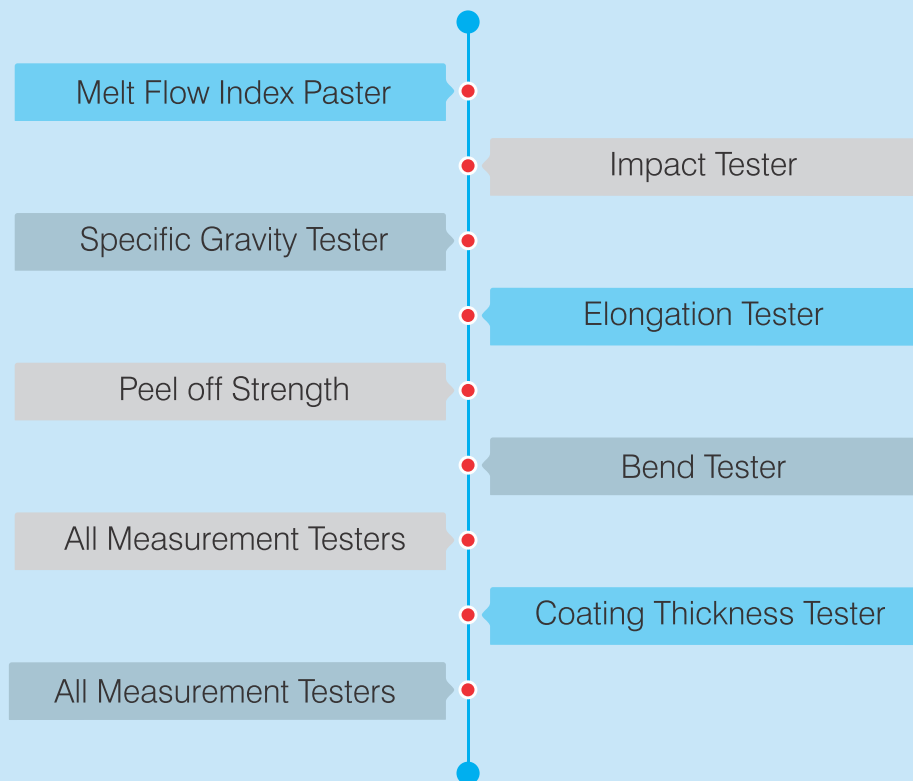 Melt Flow Index Paster
Impact Tester
Specific Gravity Tester
Elongation Tester
Peel off Strength
Bend Tester
All Measurement Testers
Coating Thickness Tester
All Measurement Testers